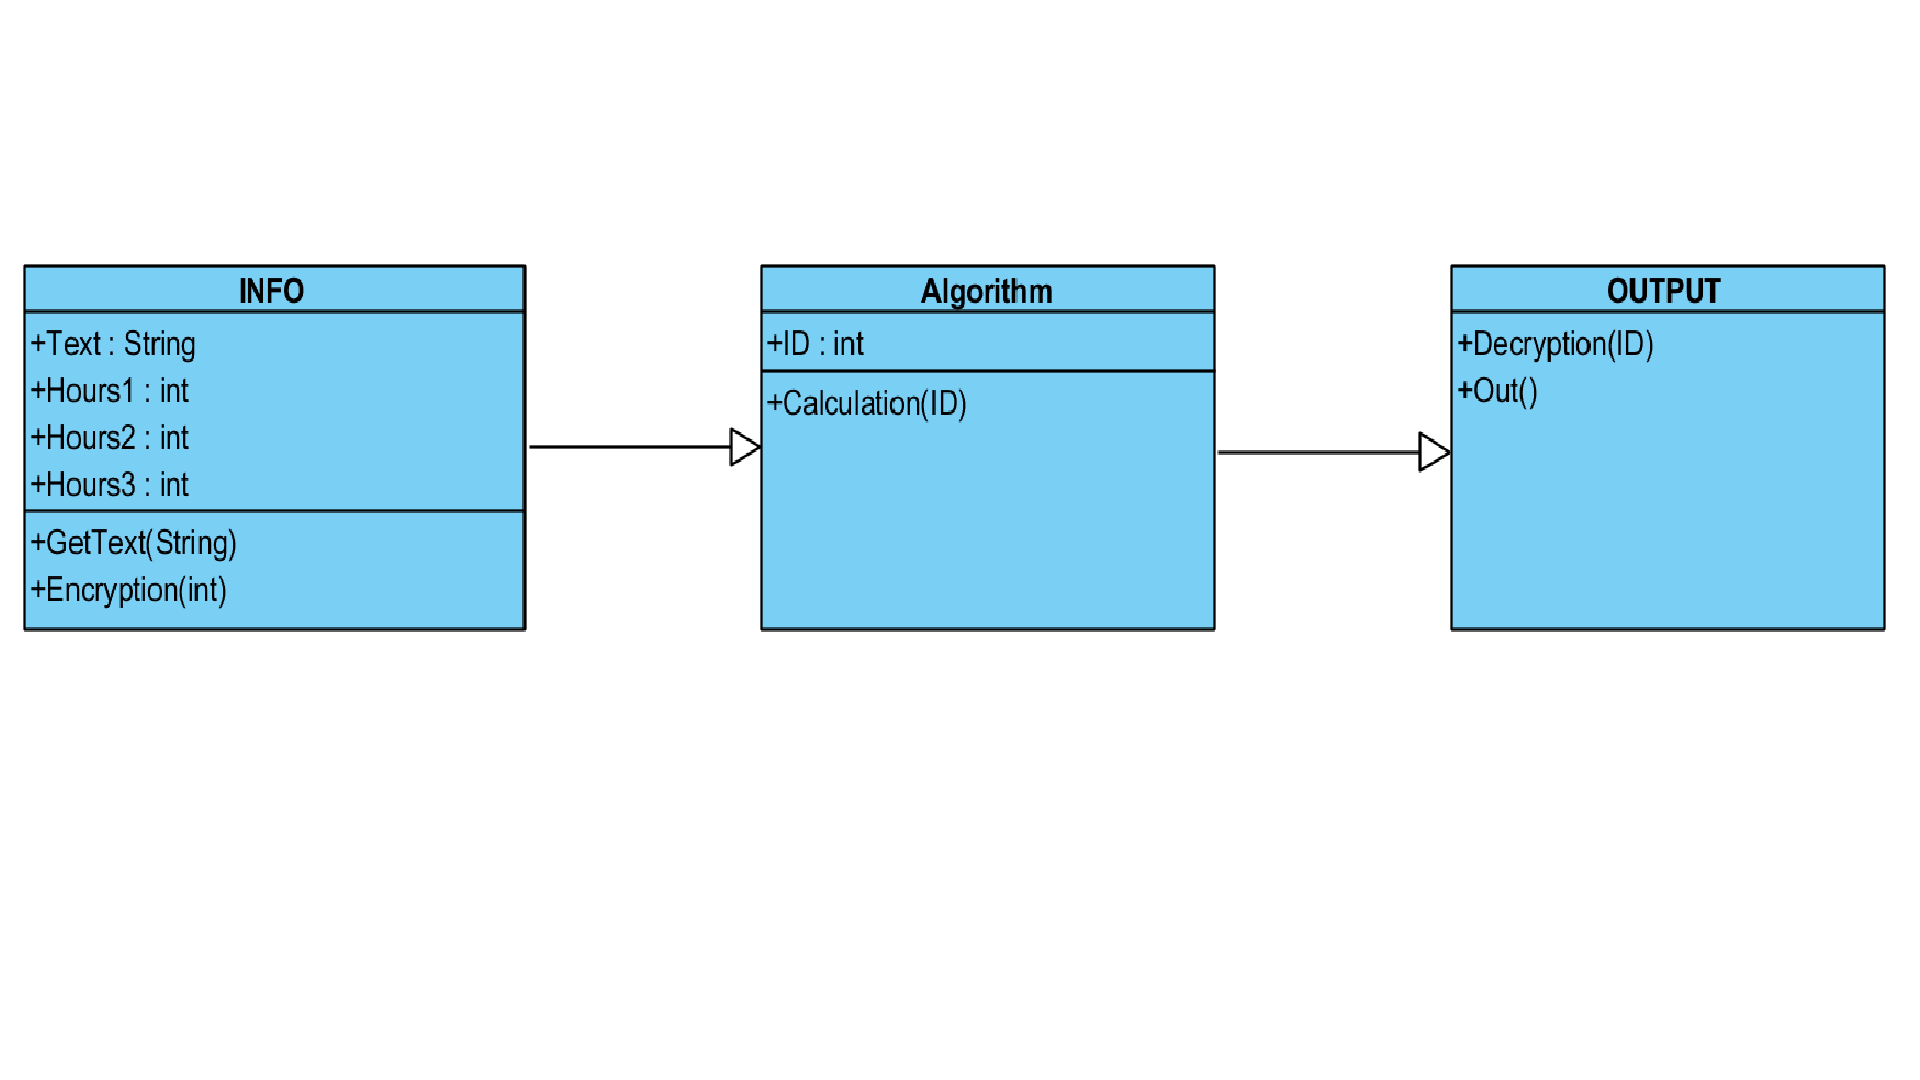 INFO
+Text : String
+Hours1 : int
+Hours2 : int
+Hours3 : int
+GetText(String)
+Encryption(int)
Algorithm
+ID : int
+Calculation(ID)
OUTPUT
+Decryption(ID)
+Out()